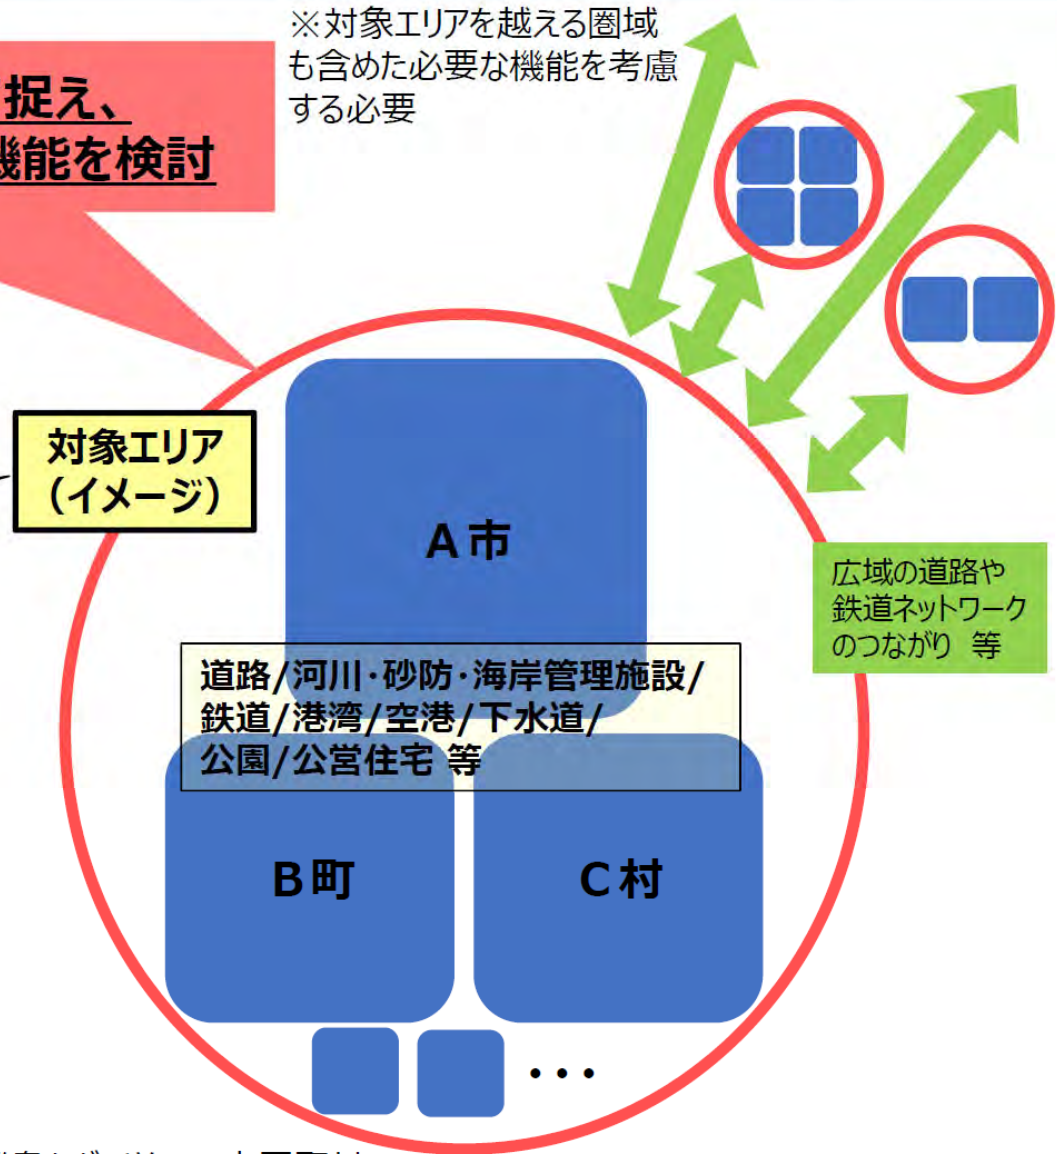 ※対象エリアを越える圏域
も含めた必要な機能を考慮
する必要
捉え、
機能を検討
対象エリア
（イメージ）
A市
広域の道路や
鉄道ネットワーク
のつながり 等
道路/河川・砂防・海岸管理施設/
鉄道/港湾/空港/下水道/
公園/公営住宅 等
B町
C村
・・・